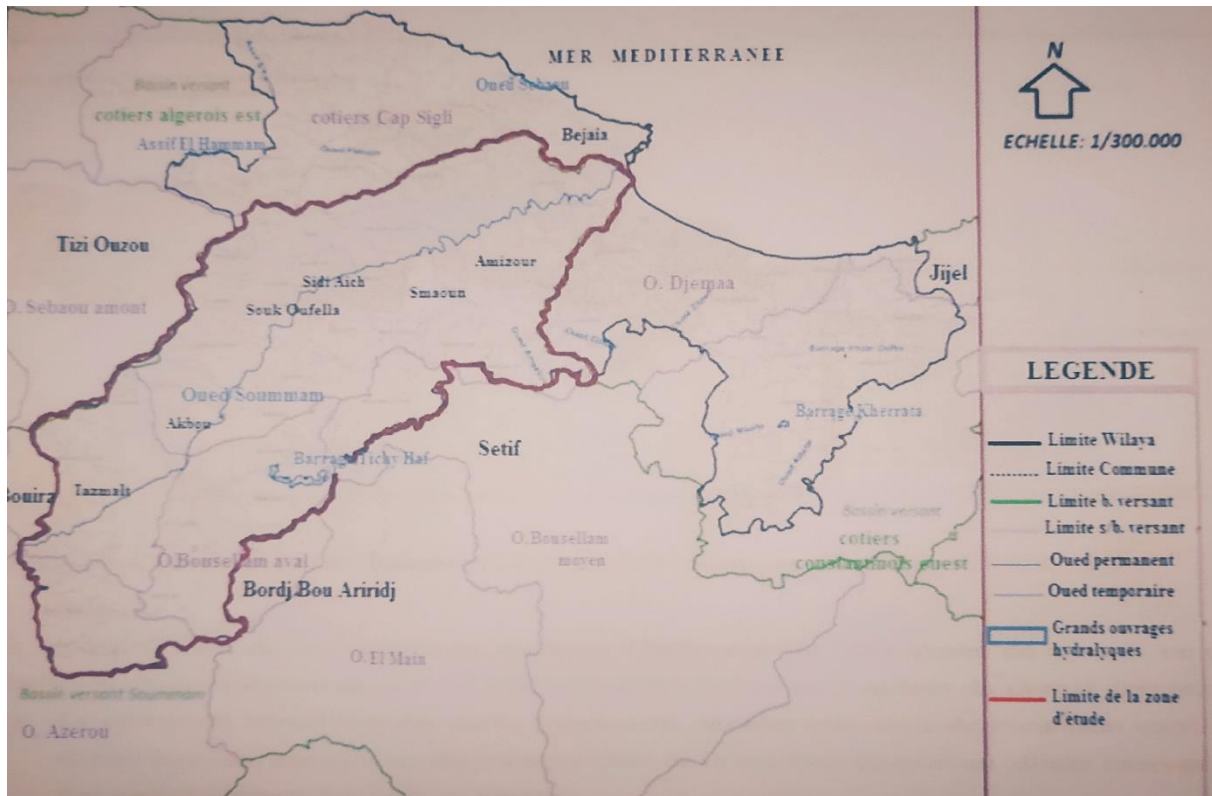 MER MEDITERRANEE
Bassin versant
cotiers algerois est
Assif El Hammam
Oued Sebaou
cotiers Cap Sigli
Bejaia
Tizi Ouzou
O. Sebaou amont
Sidi Aich
Souk Oufella
Smaoun
Amizour
O. Djemaa
Jijel
Oued Soummam
Akbou
Barrage Tichy Haf
Setif
Barrage Kherrata
Bouira
Tazmalt
O.Bousellam aval
O.Bousellam
moyen
Bassin versant
cotiers
constantinois ouest
Bordj Bou Ariridj
O. El Main
Bassin versant Soummam
O. Azerou
N
ECHELLE: 1/300.000
LEGENDE
Limite Wilaya
Limite Commune
Limite b. versant
Limite s/b. versant
Oued permanent
Oued temporaire
Grands ouvrages
hydralyques
Limite de la zone
d'étude